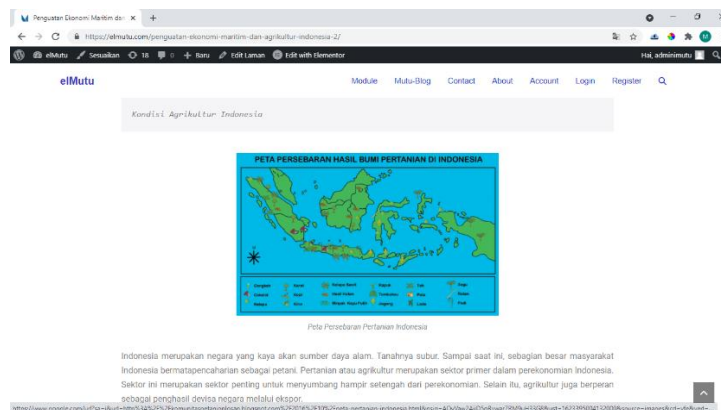 Penguatan Ekonomi Maritim dan
elmutu.com/penguatan-ekonomi-maritim-dan-agrikultur-indonesia-2/
elMutu Sesuaikan 18 0 Baru Edit Laman Edit with Elementor Hai, adminimutu
elMutu Module Mutu-Blog Contact About Account Login Register
Kondisi Agrikultur Indonesia
PETA PERSEBARAN HASIL BUMI PERTANIAN DI INDONESIA
Peta Persebaran Pertanian Indonesia
Indonesia merupakan negara yang kaya akan sumber daya alam. Tanahnya subur. Sampai saat ini, sebagian besar masyarakat
Indonesia bermatapencaharian sebagai petani. Pertanian atau agrikultur merupakan sektor primer dalam perekonomian Indonesia.
Sektor ini merupakan sektor penting untuk menyumbang hampir setengah dari perekonomian. Selain itu, agrikultur juga berperan
sebagai penghasil devisa negara melalui ekspor.